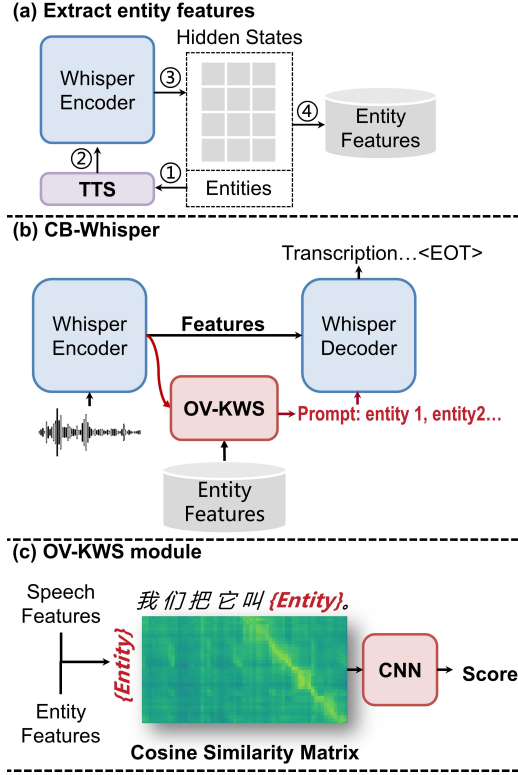 (a) Extract entity features
Hidden States
Whisper
Encoder
③
④
Entity
Features
②
①
TTS
Entities
(b) CB-Whisper
Transcription…<EOT>
Whisper
Encoder
Features
Whisper
Decoder
OV-KWS
Prompt: entity 1, entity2…
Entity
Features
(c) OV-KWS module
Speech
Features
我们把它叫{Entity}。
{Entity}
CNN
Score
Entity
Features
Cosine Similarity Matrix